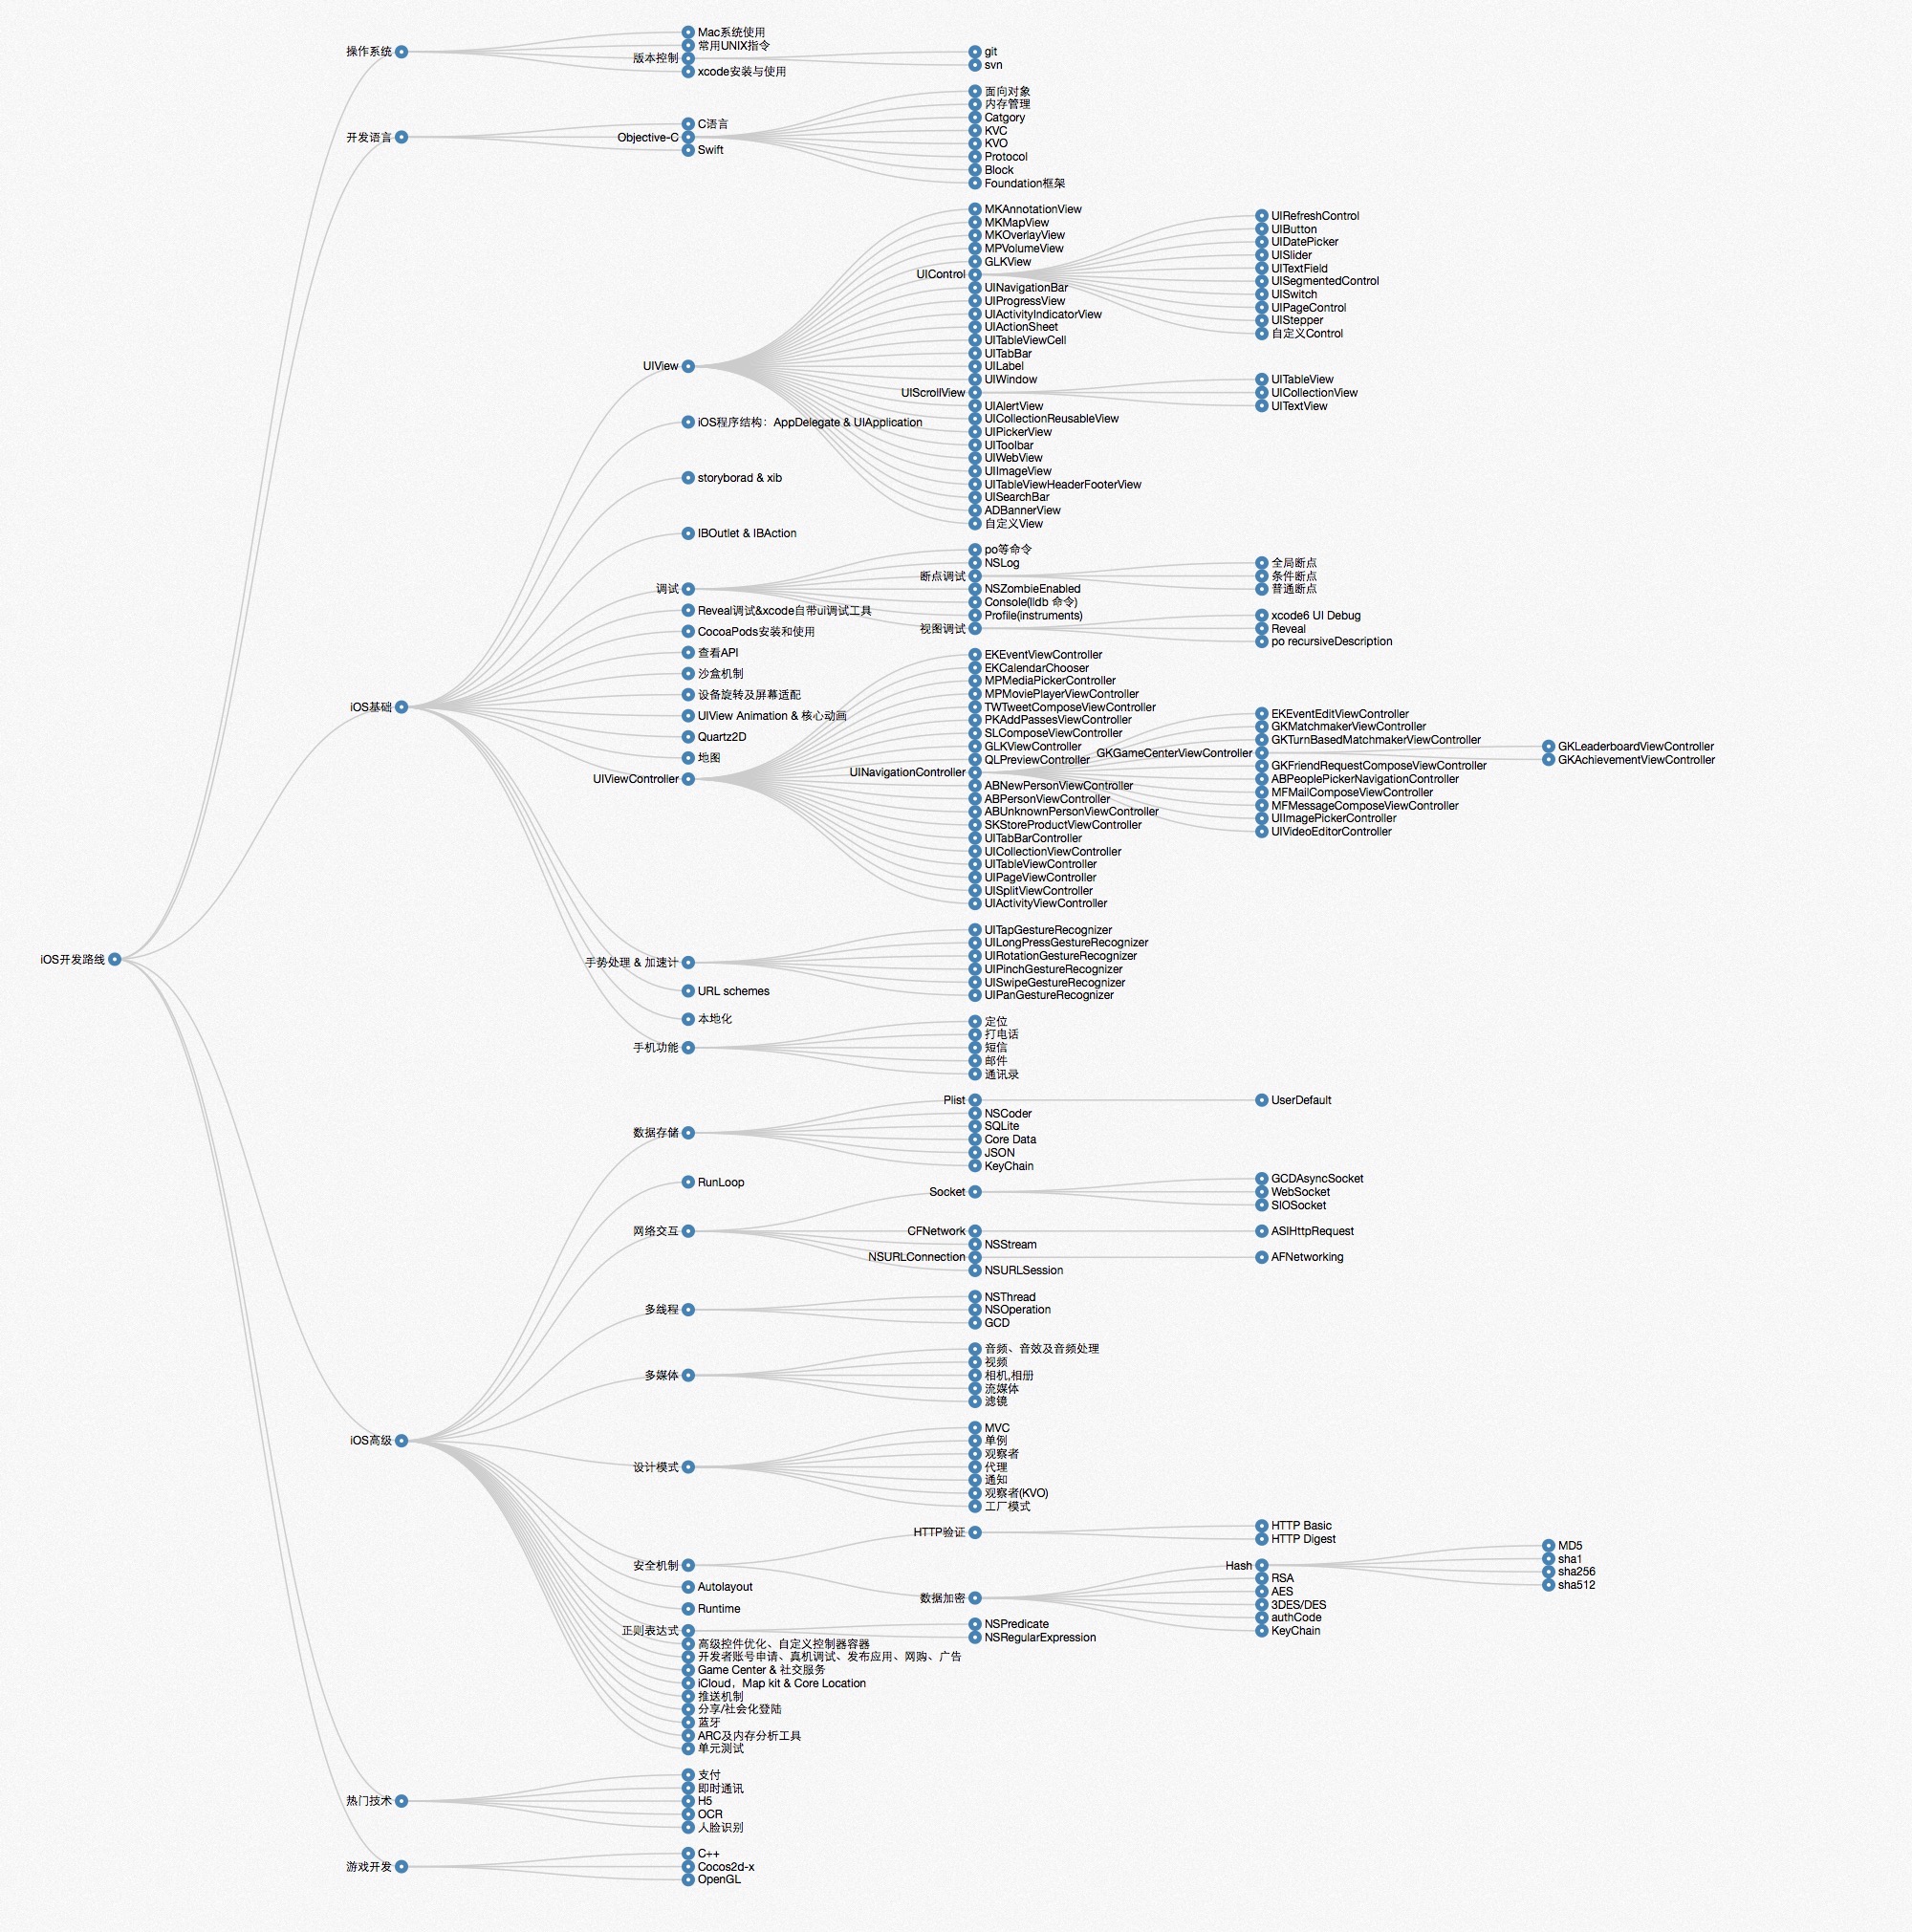 iOS开发路线
操作系统
Mac系统使用
常用UNIX指令
版本控制
git
svn
xcode安装与使用
开发语言
C语言
Objective-C
面向对象
内存管理
Catgory
KVC
KVO
Protocol
Block
Foundation框架
Swift
iOS基础
UIView
MKAnnotationView
MKMapView
MKOverlayView
MPVolumeView
GLKView
UIControl
UIRefreshControl
UIButton
UIDatePicker
UISlider
UITextField
UISegmentedControl
UISwitch
UIPageControl
UIStepper
自定义Control
UINavigationBar
UIProgressView
UIActivityIndicatorView
UIActionSheet
UITableViewCell
UITabBar
UILabel
UIWindow
UIScrollView
UITableView
UICollectionView
UITextView
UIAlertView
UICollectionReusableView
UIPickerView
UIToolbar
UIWebView
UIImageView
UITableViewHeaderFooterView
UISearchBar
ADBannerView
自定义View
iOS程序结构：AppDelegate & UIApplication
storyborad & xib
IBOutlet & IBAction
调试
po等命令
NSLog
断点调试
全局断点
条件断点
普通断点
NSZombieEnabled
Console(lldb 命令)
Profile(instruments)
视图调试
xcode6 UI Debug
Reveal
po recursiveDescription
Reveal调试&xcode自带ui调试工具
CocoaPods安装和使用
查看API
沙盒机制
设备旋转及屏幕适配
UIView Animation & 核心动画
Quartz2D
地图
UIViewController
EKEventViewController
EKCalendarChooser
MPMediaPickerController
MPMoviePlayerViewController
TWTweetComposeViewController
PKAddPassesViewController
SLComposeViewController
GLKViewController
QLPreviewController
UINavigationController
EKEventEditViewController
GKMatchmakerViewController
GKTurnBasedMatchmakerViewController
GKGameCenterViewController
GKLeaderboardViewController
GKAchievementViewController
GKFriendRequestComposeViewController
ABPeoplePickerNavigationController
MFMailComposeViewController
MFMessageComposeViewController
UIImagePickerController
UIVideoEditorController
ABNewPersonViewController
ABPersonViewController
ABUnknownPersonViewController
SKStoreProductViewController
UITabBarController
UICollectionViewController
UITableViewController
UIPageViewController
UISplitViewController
UIActivityViewController
手势处理 & 加速计
UITapGestureRecognizer
UILongPressGestureRecognizer
UIRotationGestureRecognizer
UIPinchGestureRecognizer
UISwipeGestureRecognizer
UIPanGestureRecognizer
URL schemes
本地化
手机功能
定位
打电话
短信
邮件
通讯录
iOS高级
数据存储
Plist
UserDefault
NSCoder
SQLite
Core Data
JSON
KeyChain
RunLoop
网络交互
Socket
GCDAsyncSocket
WebSocket
SIOSocket
CFNetwork
ASIHttpRequest
NSStream
NSURLConnection
AFNetworking
NSURLSession
多线程
NSThread
NSOperation
GCD
多媒体
音频、音效及音频处理
视频
相机,相册
流媒体
滤镜
设计模式
MVC
单例
观察者
代理
通知
观察者(KVO)
工厂模式
安全机制
HTTP验证
HTTP Basic
HTTP Digest
数据加密
Hash
MD5
sha1
sha256
sha512
RSA
AES
3DES/DES
authCode
KeyChain
Autolayout
Runtime
正则表达式
NSPredicate
NSRegularExpression
高级控件优化、自定义控制器容器
开发者账号申请、真机调试、发布应用、网购、广告
Game Center & 社交服务
iCloud，Map kit & Core Location
推送机制
分享/社会化登陆
蓝牙
ARC及内存分析工具
单元测试
热门技术
支付
即时通讯
H5
OCR
人脸识别
游戏开发
C++
Cocos2d-x
OpenGL